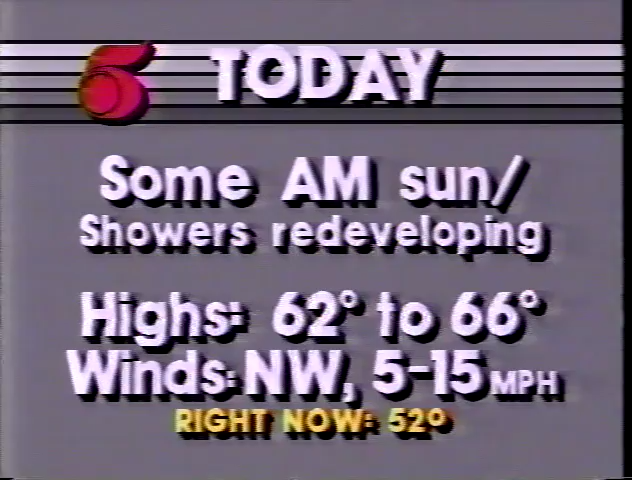 6 TODAY
Some AM sun/
Showers redeveloping
Highs: 62° to 66°
Winds: NW, 5-15 MPH
RIGHT NOW: 52°